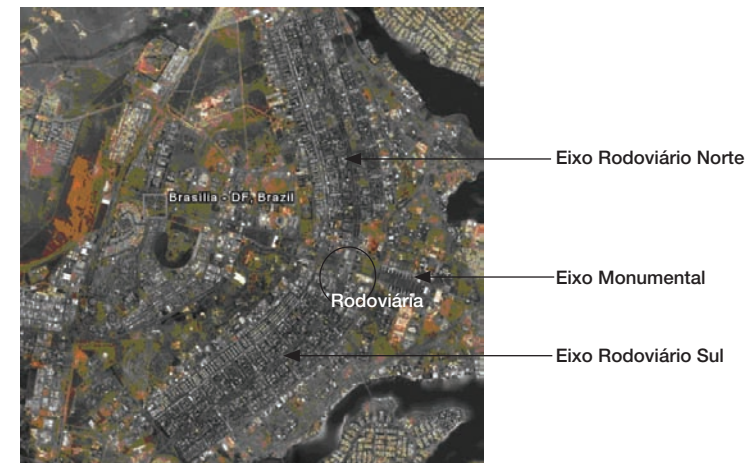 Eixo Rodoviário Norte
Brasilia - DF, Brazil
Eixo Monumental
Rodoviária
Eixo Rodoviário Sul